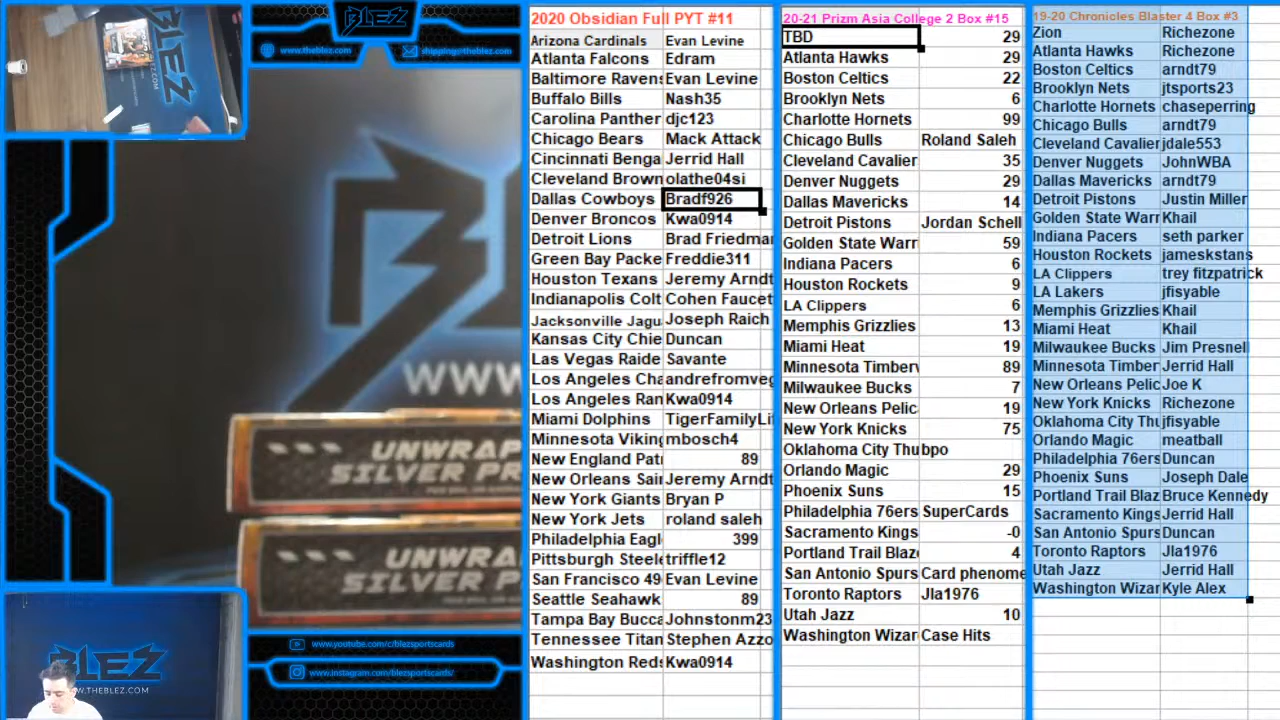 BLEZ
www.theblez.com
shipping@theblez.com
BLEZ
WWW
UNWRAP
SILVER PR
UNWRA
SILVER P
BLEZ
WWW.THEBLEZ.COM
www.youtube.com/c/blezsportscards
www.instagram.com/blezsportscards/
2020 Obsidian Full PYT #11
Arizona Cardinals Evan Levine
Atlanta Falcons Edram
Baltimore Ravens Evan Levine
Buffalo Bills Nash35
Carolina Panther djc123
Chicago Bears Mack Attack
Cincinnati Benga Jerrid Hall
Cleveland Brown olathe04si
Dallas Cowboys Bradf926
Denver Broncos Kwa0914
Detroit Lions Brad Friedman
Green Bay Packe Freddie311
Houston Texans Jeremy Arndt
Indianapolis Colt Cohen Faucet
Jacksonville Jagu Joseph Raich
Kansas City Chie Duncan
Las Vegas Raide Savante
Los Angeles Cha andrefromveg
Los Angeles Ran Kwa0914
Miami Dolphins TigerFamilyLi
Minnesota Viking mbosch4
New England Pat 89
New Orleans Sai Jeremy Arndt
New York Giants Bryan P
New York Jets roland saleh
Philadelphia Eagl 399
Pittsburgh Steele triffle12
San Francisco 49 Evan Levine
Seattle Seahawk 89
Tampa Bay Bucca Johnstonm23
Tennessee Titan Stephen Azzo
Washington Reds Kwa0914
20-21 Prizm Asia College 2 Box #15
TBD 29
Atlanta Hawks 29
Boston Celtics 22
Brooklyn Nets 6
Charlotte Hornets 99
Chicago Bulls Roland Saleh
Cleveland Cavalier 35
Denver Nuggets 29
Dallas Mavericks 14
Detroit Pistons Jordan Schell
Golden State Warri 59
Indiana Pacers 6
Houston Rockets 9
LA Clippers 6
Memphis Grizzlies 13
Miami Heat 19
Minnesota Timberv 89
Milwaukee Bucks 7
New Orleans Pelic 19
New York Knicks 75
Oklahoma City Thu bpo
Orlando Magic 29
Phoenix Suns 15
Philadelphia 76ers SuperCards
Sacramento Kings -0
Portland Trail Blaz 4
San Antonio Spurs Card phenome
Toronto Raptors Jla1976
Utah Jazz 10
Washington Wizar Case Hits
19-20 Chronicles Blaster 4 Box #3
Zion Richezone
Atlanta Hawks Richezone
Boston Celtics arndt79
Brooklyn Nets jtsports23
Charlotte Hornets chaseperring
Chicago Bulls arndt79
Cleveland Cavalier jdale553
Denver Nuggets JohnWBA
Dallas Mavericks arndt79
Detroit Pistons Justin Miller
Golden State Warr Khail
Indiana Pacers seth parker
Houston Rockets jameskstans
LA Clippers trey fitzpatrick
LA Lakers jfisyable
Memphis Grizzlies Khail
Miami Heat Khail
Milwaukee Bucks Jim Presnell
Minnesota Timber Jerrid Hall
New Orleans Pelic Joe K
New York Knicks Richezone
Oklahoma City Thu jfisyable
Orlando Magic meatball
Philadelphia 76ers Duncan
Phoenix Suns Joseph Dale
Portland Trail Blaz Bruce Kennedy
Sacramento Kings Jerrid Hall
San Antonio Spurs Duncan
Toronto Raptors Jla1976
Utah Jazz Jerrid Hall
Washington Wizar Kyle Alex